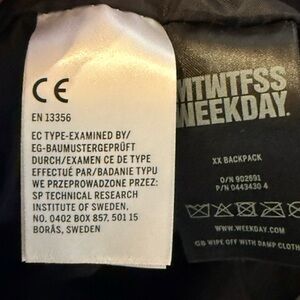 CE
EN 13356
EC TYPE-EXAMINED BY/
EG-BAUMUSTERGEPRÜFT
DURCH/EXAMEN CE DE TYPE
EFFECTUÉ PAR/BADANIE TYPU
WE PRZEPROWADZONE PRZEZ:
SP TECHNICAL RESEARCH
INSTITUTE OF SWEDEN,
NO. 0402 BOX 857, 501 15
BORÅS, SWEDEN
MTWTFSS
WEEKDAY.
XX BACKPACK
O/N 902691
P/N 0443430 4
WWW.WEEKDAY.COM
GB WIPE OFF WITH DAMP CLOTH